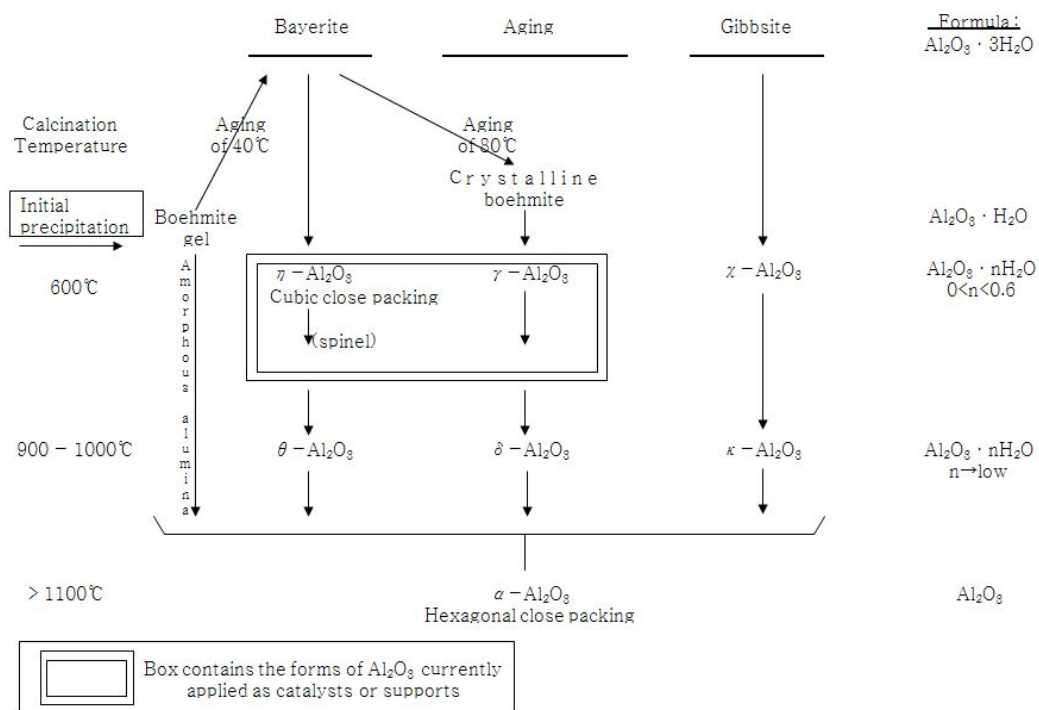 Bayerite Aging Gibbsite Formula:
Al₂O₃ · 3H₂O
Calcination
Temperature
Aging
of 40℃
Aging
of 80℃
Crystalline
boehmite
Initial
precipitation
Boehmite
gel
Al₂O₃ · H₂O
Amorphous alumina
600℃
η-Al₂O₃
Cubic close packing
(spinel)
γ-Al₂O₃
χ-Al₂O₃
Al₂O₃ · nH₂O
0<n<0.6
900 - 1000℃
θ-Al₂O₃
δ-Al₂O₃
κ-Al₂O₃
Al₂O₃ · nH₂O
n→low
> 1100℃
α-Al₂O₃
Hexagonal close packing
Al₂O₃
Box contains the forms of Al₂O₃ currently
applied as catalysts or supports